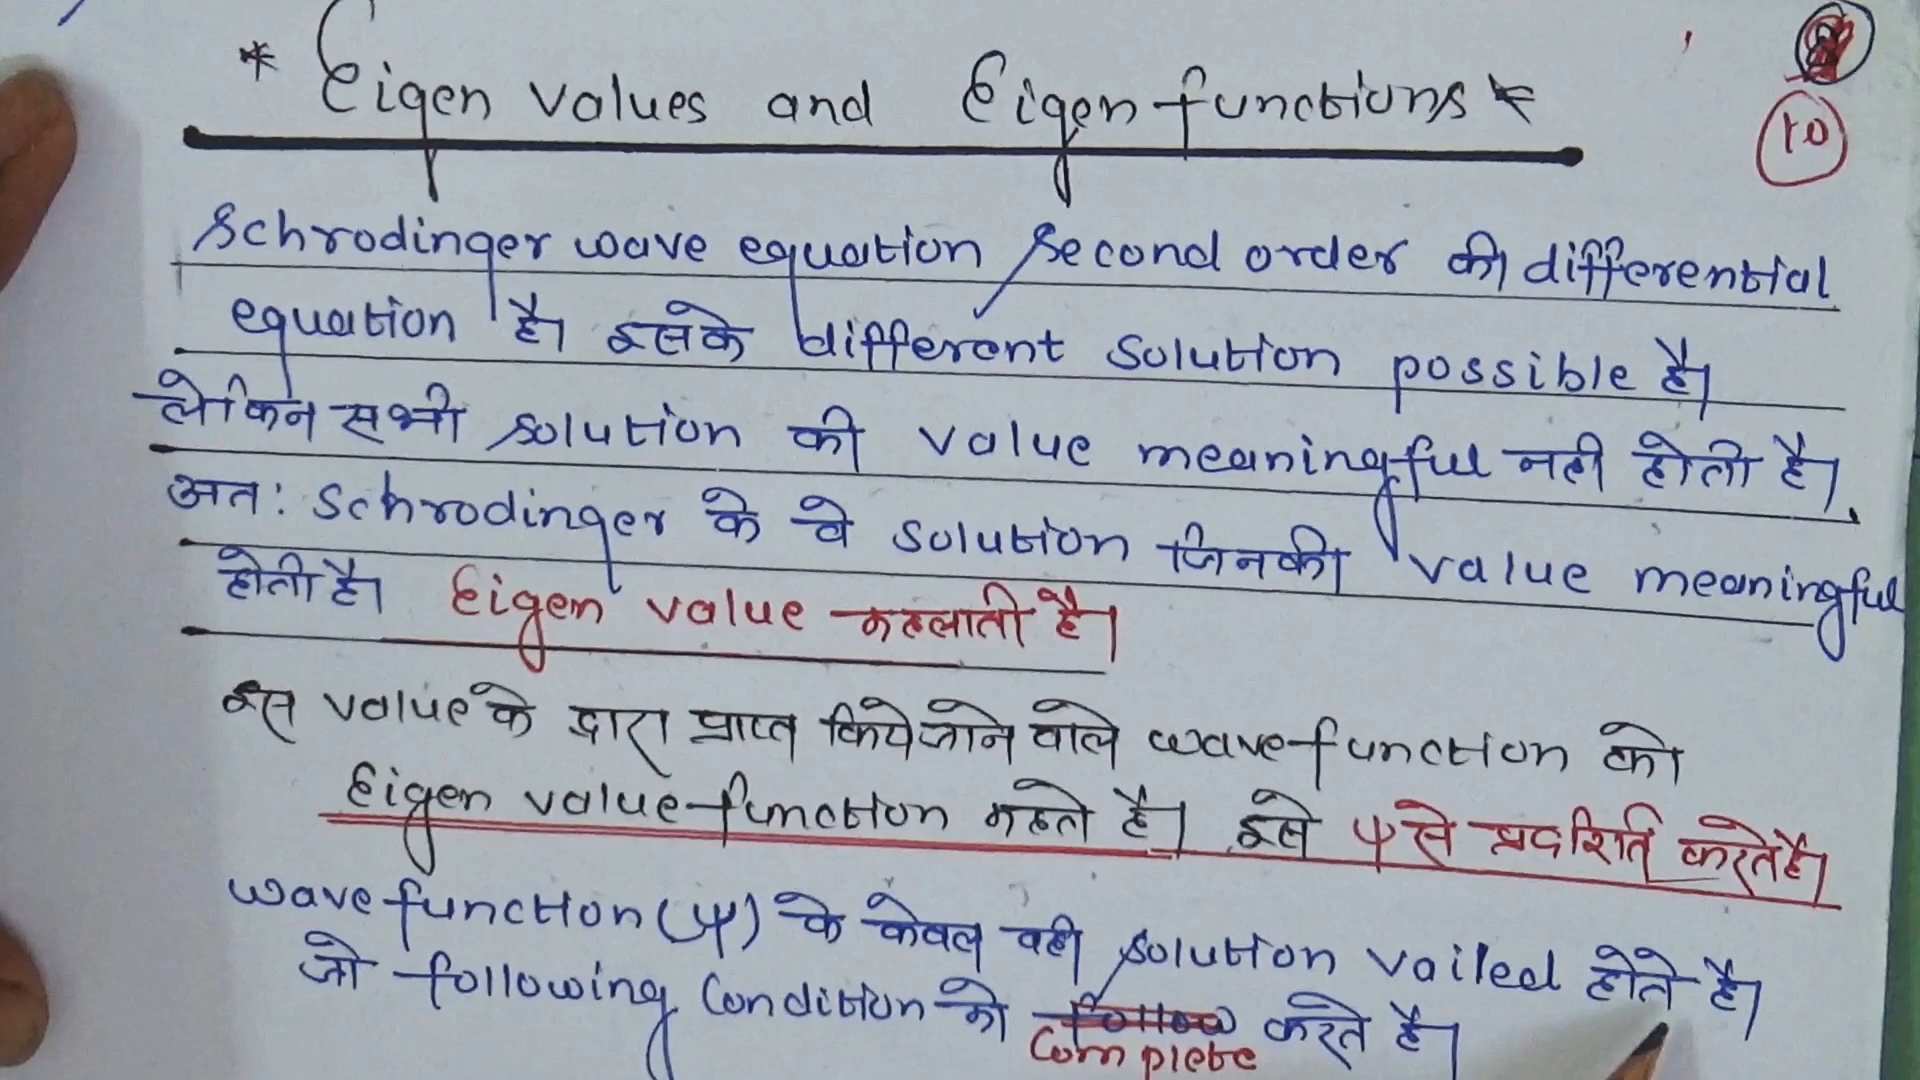 * Eigen values and Eigen functions *
10
Schrodinger wave equation second order की differential
equation है। इसके different solution possible है।
लेकिन सभी solution की value meaningful नही होती है।
अत: Schrodinger के वे solution जिनकी value meaningful
होती है। Eigen value कहलाती है।
इस value के द्वारा प्राप्त किये जाने वाले wave function को
Eigen value function कहते है। इसे ψ से प्रदर्शित करते है।
wave function (ψ) के केवल वही solution vailed होते है।
जो following Condition को follow करते है।
Complete